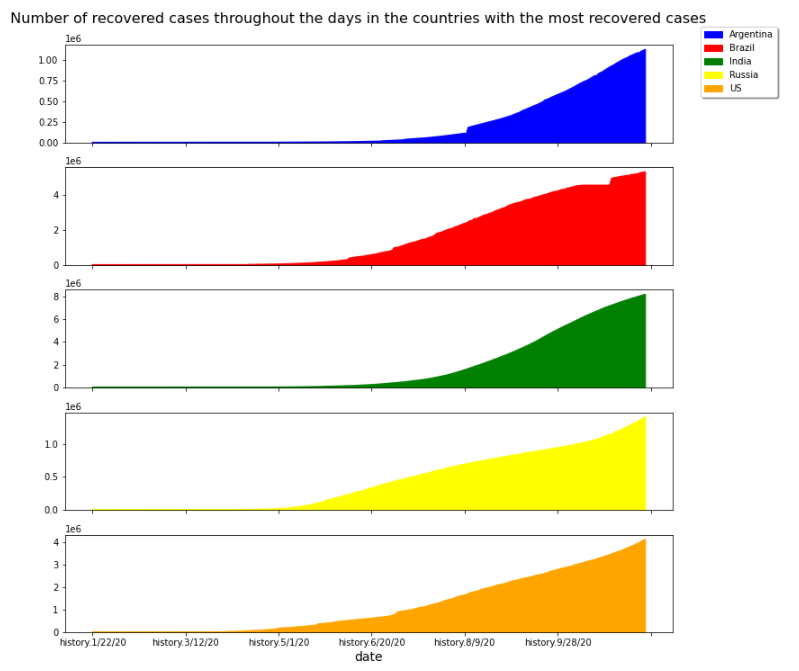 Number of recovered cases throughout the days in the countries with the most recovered cases
Argentina
Brazil
India
Russia
US
1e6
1.00
0.75
0.50
0.25
0.00
1e6
4
2
0
1e6
8
6
4
2
0
1e6
1.0
0.5
0.0
1e6
4
3
2
1
0
history.1/22/20 history.3/12/20 history.5/1/20 history.6/20/20 history.8/9/20 history.9/28/20
date